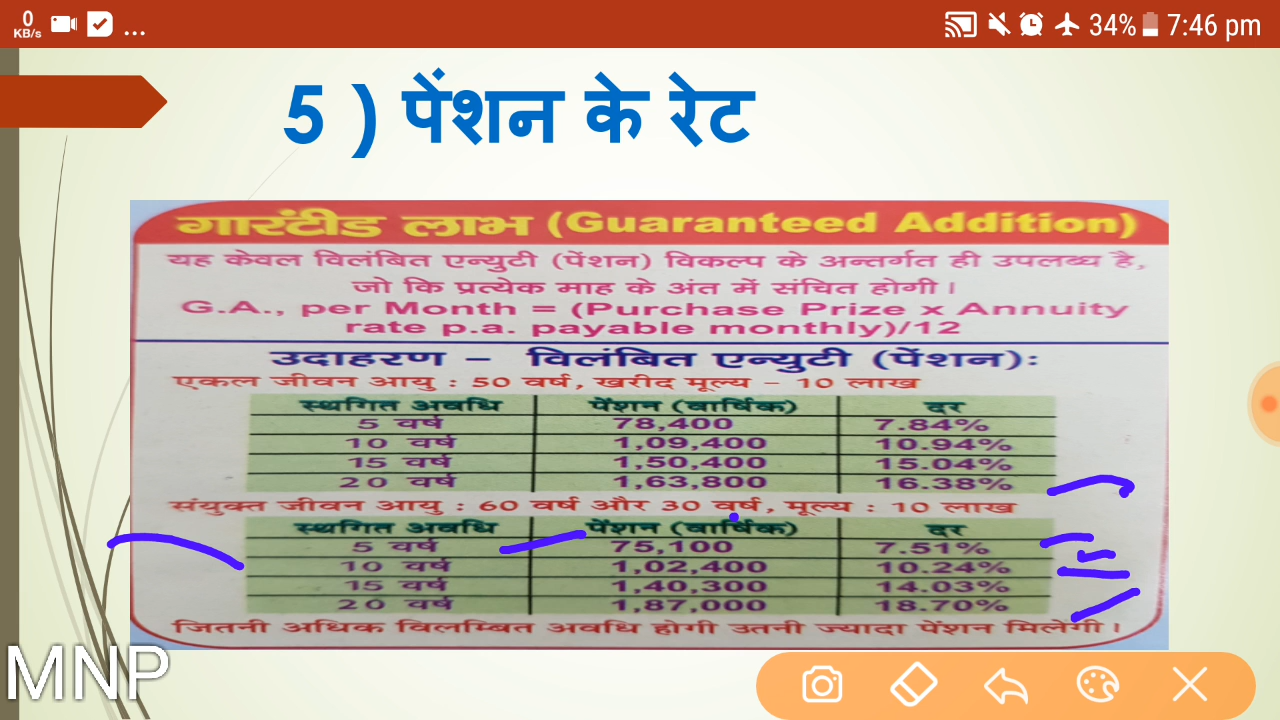 0
KB/s
...
34%
7:46 pm
5 ) पेंशन के रेट
गारंटीड लाभ (Guaranteed Addition)
यह केवल विलंबित एन्युटी (पेंशन) विकल्प के अन्तर्गत ही उपलब्ध है,
जो कि प्रत्येक माह के अंत में संचित होगी।
G.A., per Month = (Purchase Prize x Annuity
rate p.a. payable monthly)/12
उदाहरण – विलंबित एन्युटी (पेंशन):
एकल जीवन आयु : 50 वर्ष, खरीद मूल्य – 10 लाख
स्थगित अवधि पेंशन (वार्षिक) दर
5 वर्ष 78,400 7.84%
10 वर्ष 1,09,400 10.94%
15 वर्ष 1,50,400 15.04%
20 वर्ष 1,63,800 16.38%
संयुक्त जीवन आयु : 60 वर्ष और 30 वर्ष, मूल्य : 10 लाख
स्थगित अवधि पेंशन (वार्षिक) दर
5 वर्ष 75,100 7.51%
10 वर्ष 1,02,400 10.24%
15 वर्ष 1,40,300 14.03%
20 वर्ष 1,87,000 18.70%
जितनी अधिक विलम्बित अवधि होगी उतनी ज्यादा पेंशन मिलेगी।
MNP